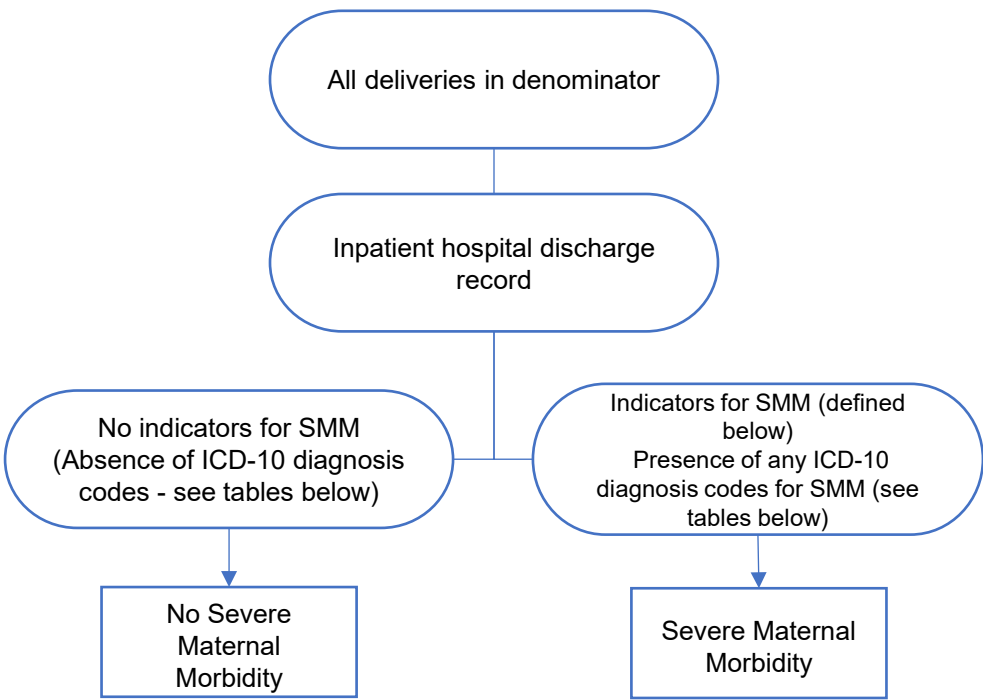 All deliveries in denominator
Inpatient hospital discharge
record
No indicators for SMM
(Absence of ICD-10 diagnosis
codes - see tables below)
Indicators for SMM (defined
below)
Presence of any ICD-10
diagnosis codes for SMM (see
tables below)
No Severe
Maternal
Morbidity
Severe Maternal
Morbidity